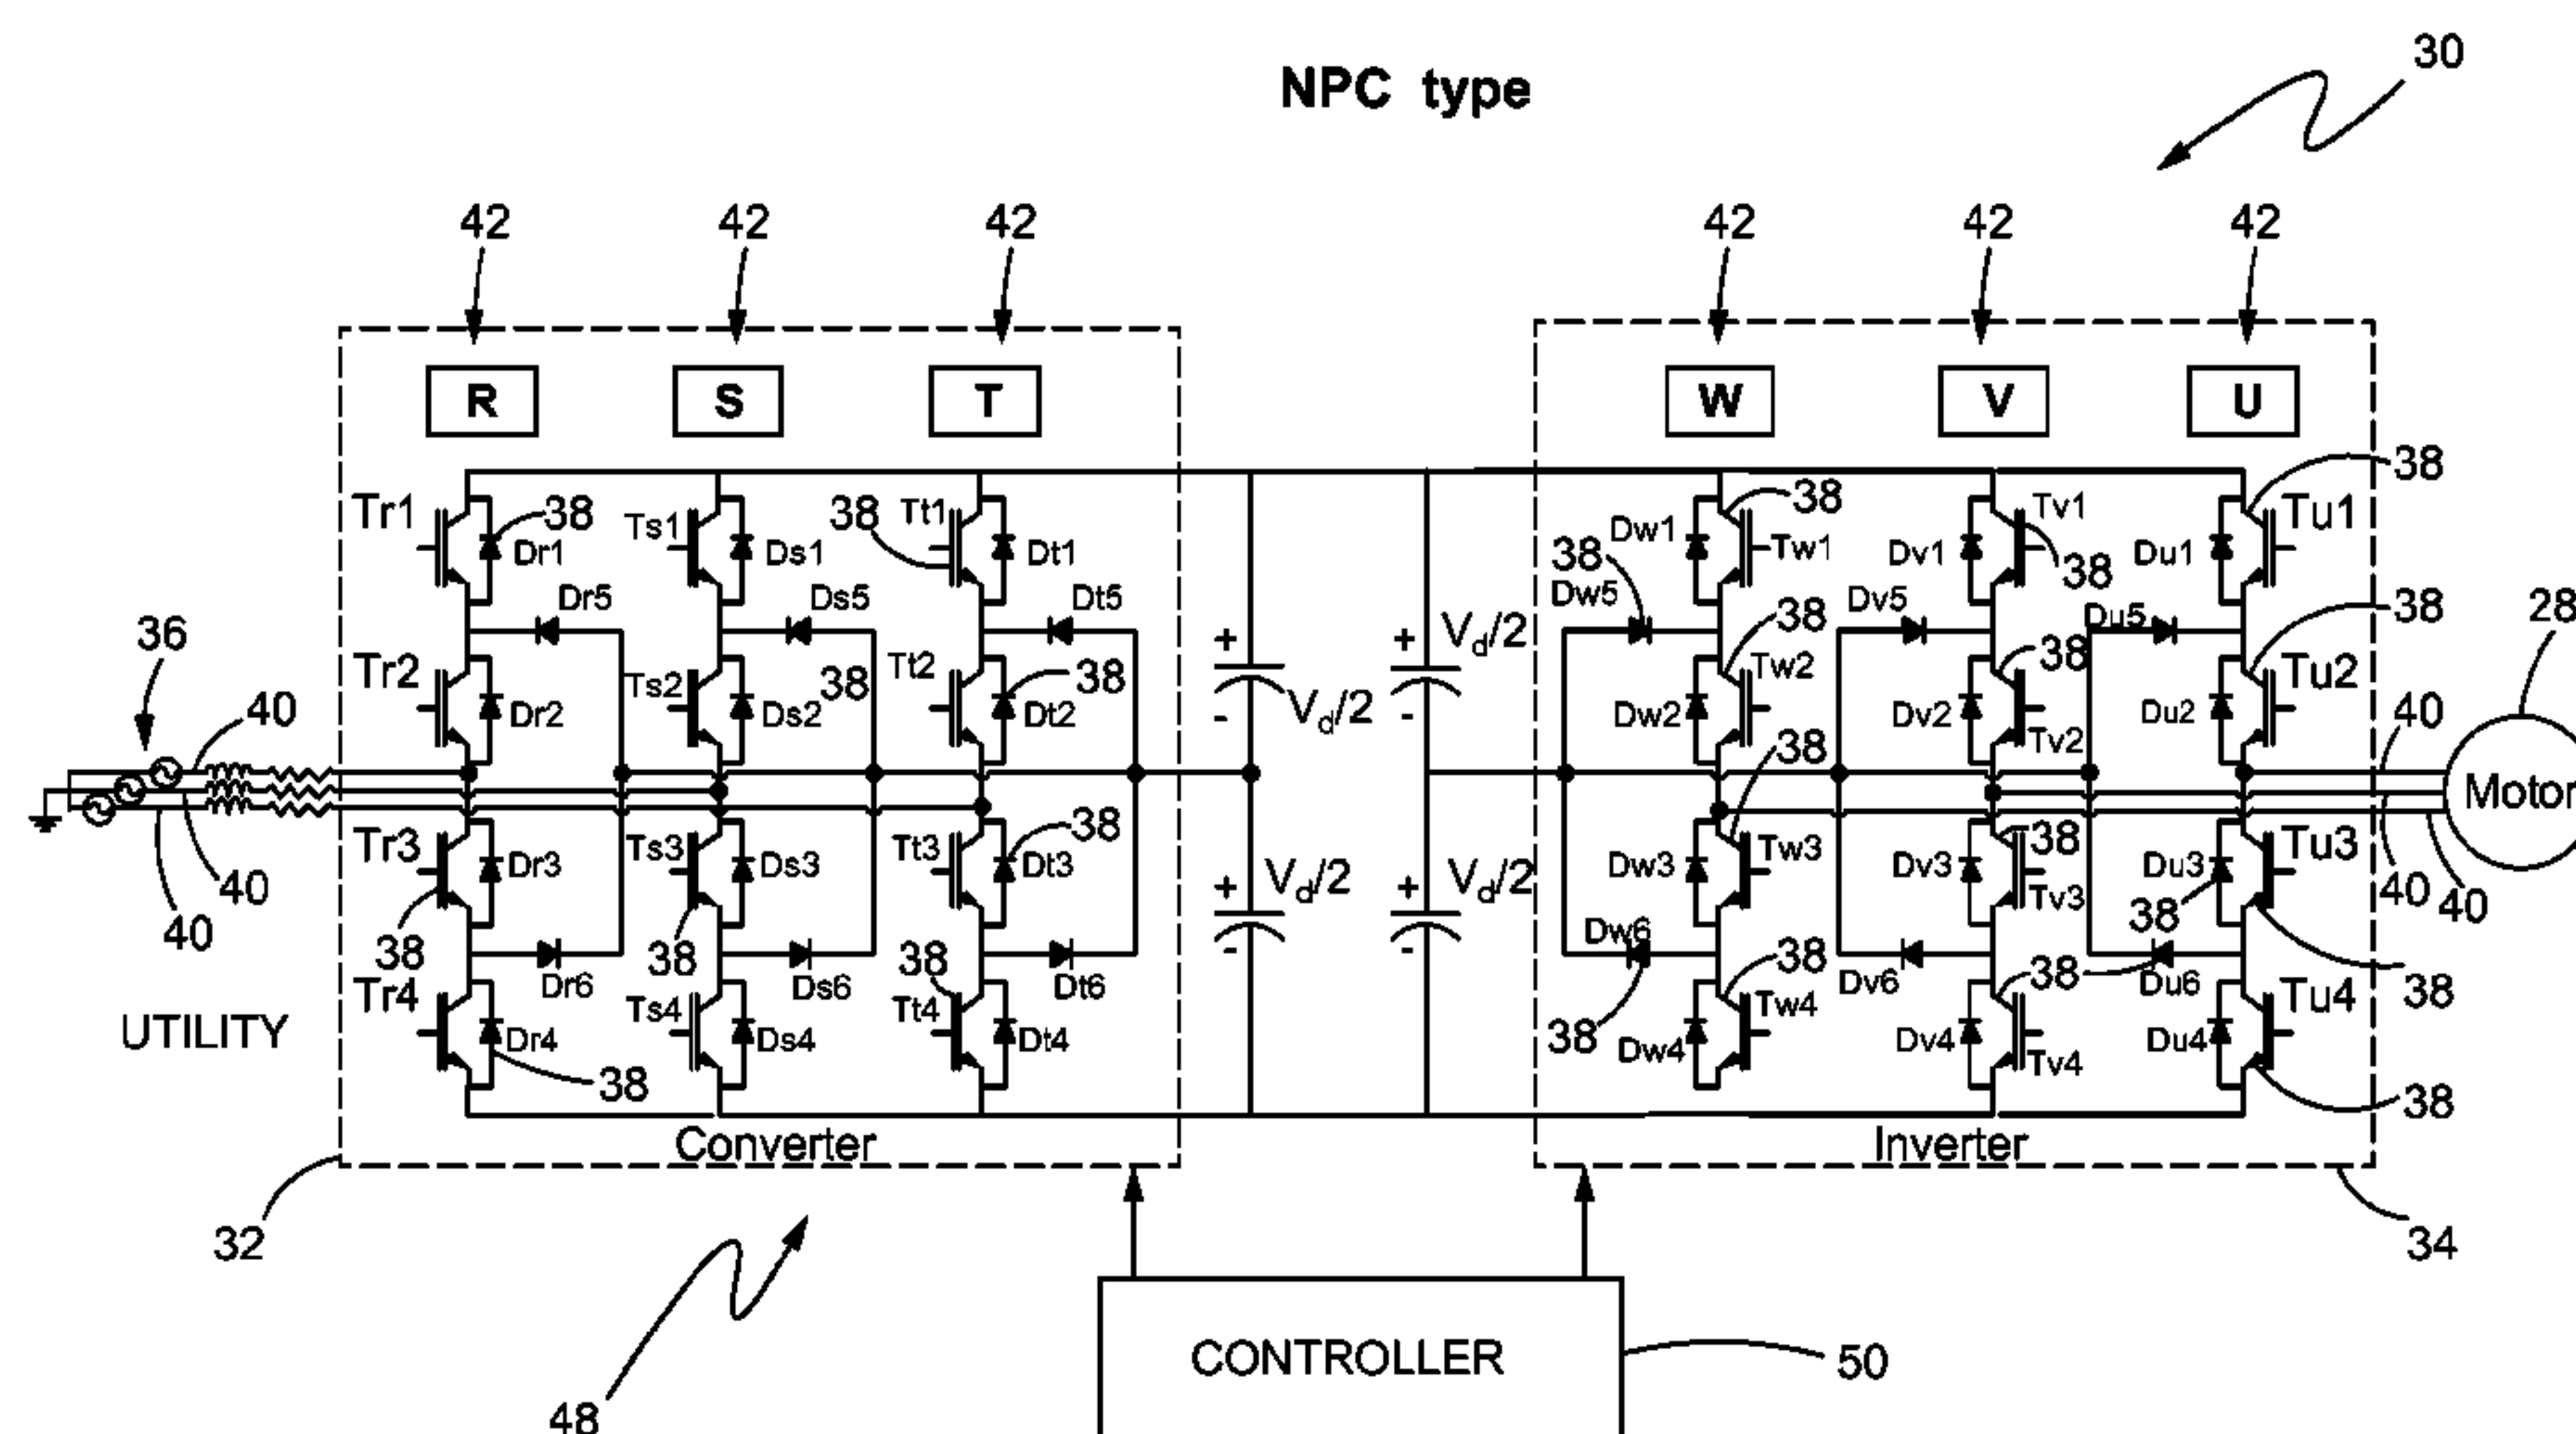 NPC type
30
42 42 42 42 42 42
R S T W V U
Tr1 38 Dr1 Ts1 Ds1 38 Tt1 Dt1 Dw1 38 Tw1 Dv1 Tv1 38 Du1 Tu1 38
Dr5 Ds5 Dt5 38 Dw5 Dv5 Du5
36
Tr2 Dr2 Ts2 Ds2 38 Tt2 38 Dt2
+ - Vd/2 + - Vd/2
Dw2 38 Tw2 Dv2 38 Tv2 Du2 38 Tu2
28
Motor
40 40 40
40 40 40
Tr3 Dr3 38 Ts3 Ds3 38 Tt3 38 Dt3
+ - Vd/2 + - Vd/2
Dw3 38 Tw3 Dv3 38 Tv3 Du3 38 Tu3 38
Dr6 Ds6 Dt6 Dw6 38 Dv6 38 Du6
UTILITY
Tr4 Dr4 38 Ts4 Ds4 38 Tt4 Dt4 Dw4 38 Tw4 Dv4 Tv4 Du4 Tu4 38
Converter Inverter
32 34
CONTROLLER
50
48